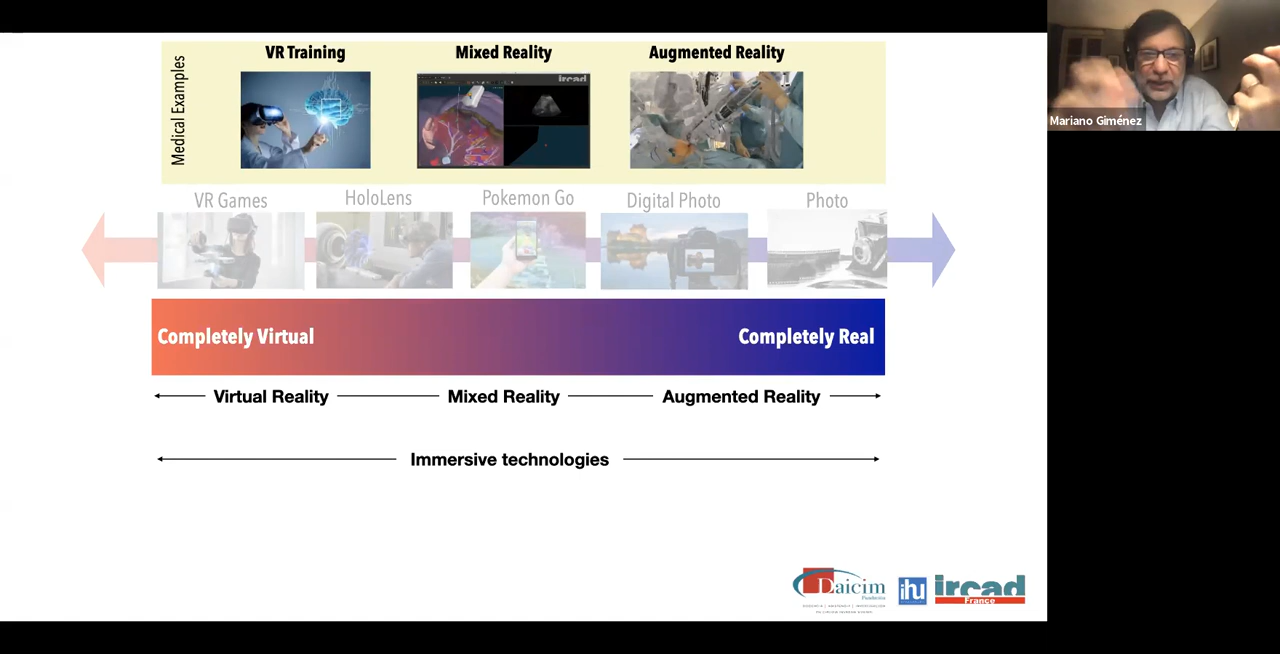 VR Training
Mixed Reality
Augmented Reality
Medical Examples
ircad
VR Games
HoloLens
Pokemon Go
Digital Photo
Photo
Completely Virtual
Completely Real
Virtual Reality
Mixed Reality
Augmented Reality
Immersive technologies
Daicim
Fundación
ihu
ircad
France
Mariano Giménez